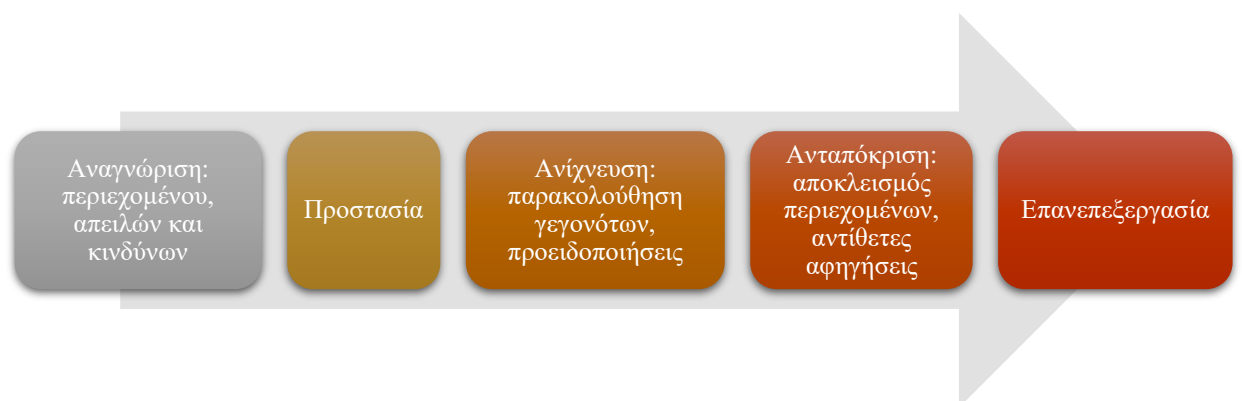 Αναγνώριση:
περιεχομένου,
απειλών και
κινδύνων
Προστασία
Ανίχνευση:
παρακολούθηση
γεγονότων,
προειδοποιήσεις
Ανταπόκριση:
αποκλεισμός
περιεχομένων,
αντίθετες
αφηγήσεις
Επανεπεξεργασία